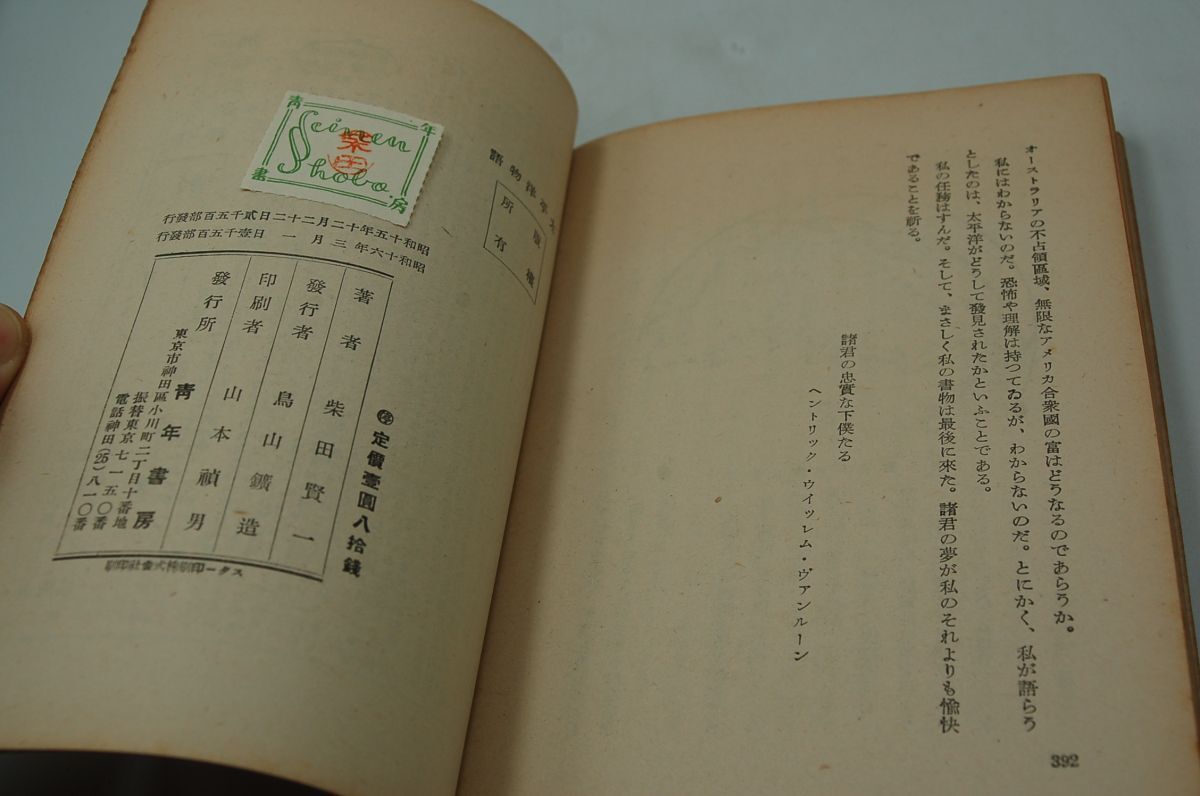 オーストラリアの不占領區域、無限なアメリカ合衆國の富はどうなるのであらうか。
私にはわからないのだ。恐怖や理解は持つてゐるが、わからないのだ。とにかく、私が語らう
としたのは、太平洋がどうして發見されたかといふことである。
私の任務はすんだ。そして、まさしく私の書物は最後に來た。諸君の夢が私のそれよりも愉快
であることを祈る。
諸君の忠實な下僕たる
ヘンドリック・ウイツレム・ヴアンルーン
392
洋物語
版權
所有
青年書房
Seinen
Shobo
柴田
昭和十五年十二月二十二日貳千五百部發行
昭和十六年三月一日壹千五百部發行
停定價壹圓八拾錢
著者 柴田賢一
發行者 鳥山鑛造
印刷者 山本禎男
發行所
東京市神田區小川町二丁目十番地
青年書房
振替東京七一五〇番
電話神田(25)八一〇番
スター印刷株式會社印刷